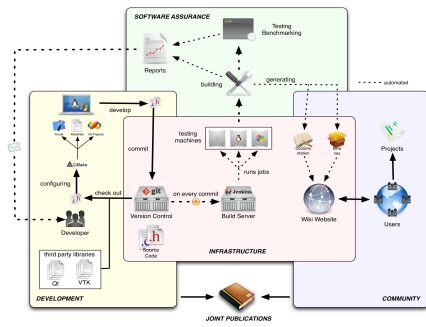 SOFTWARE ASSURANCE
Testing
Benchmarking
Reports
building
generating
automated
develop
.h
testing
machines
Projects
commit
CMake
runs jobs
configuring
check out
git
on every commit
Jenkins
.h
Version Control
Build Server
Wiki Website
Users
Developer
.h
Source
Code
third party libraries
Qt
VTK
INFRASTRUCTURE
DEVELOPMENT
COMMUNITY
JOINT PUBLICATIONS